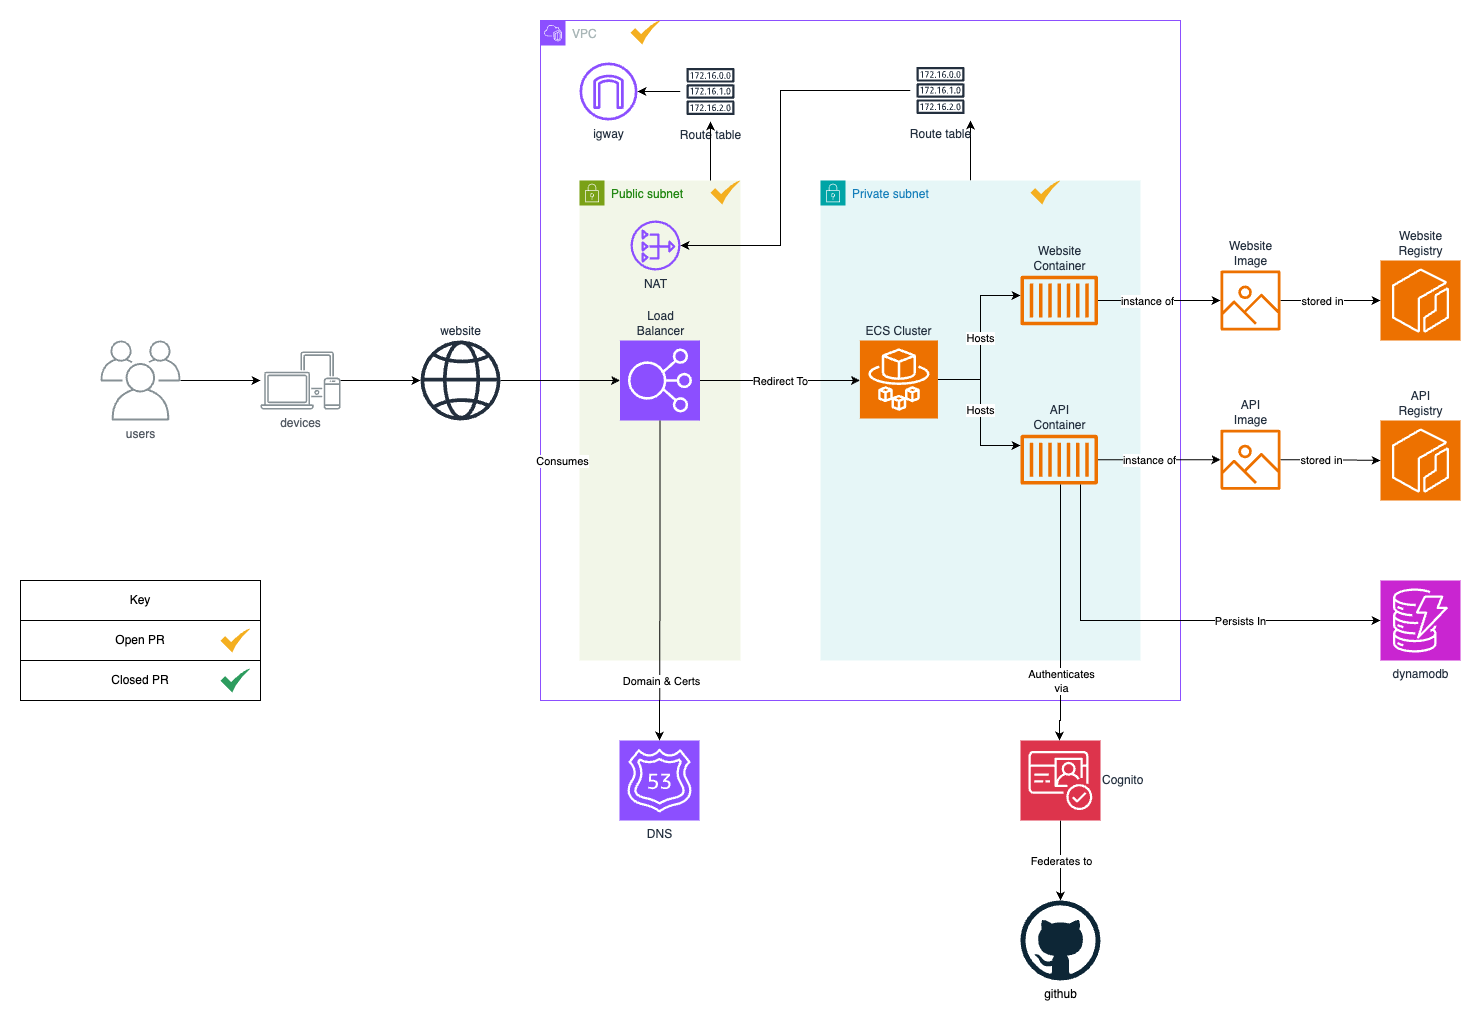 VPC
172.16.0.0
172.16.1.0
172.16.2.0
172.16.0.0
172.16.1.0
172.16.2.0
igway
Route table
Route table
Public subnet
Private subnet
NAT
Website
Container
Website
Image
Website
Registry
instance of
stored in
Load
Balancer
ECS Cluster
website
Hosts
users
devices
Redirect To
Hosts
API
Container
API
Image
API
Registry
Consumes
instance of
stored in
Key
Open PR
Closed PR
Persists In
dynamodb
Domain & Certs
Authenticates
via
53
DNS
Cognito
Federates to
github